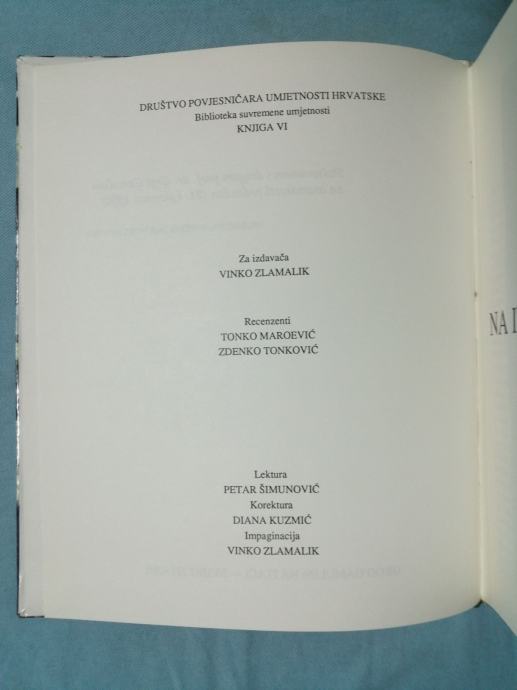 DRUŠTVO POVJESNIČARA UMJETNOSTI HRVATSKE
Biblioteka suvremene umjetnosti
KNJIGA VI
Za izdavača
VINKO ZLAMALIK
Recenzenti
TONKO MAROEVIĆ
ZDENKO TONKOVIĆ
Lektura
PETAR ŠIMUNOVIĆ
Korektura
DIANA KUZMIĆ
Impaginacija
VINKO ZLAMALIK
NA